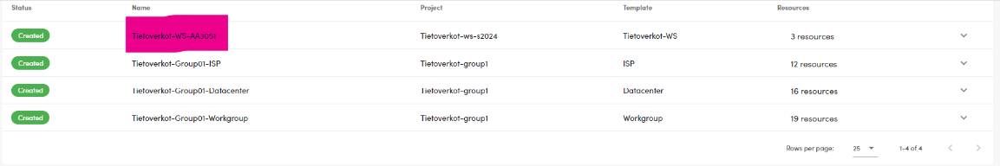 Status Name Project Template Resources
Created Tietoverkot-WS-AA3051 Tietoverkot-ws-s2024 Tietoverkot-WS 3 resources
Created Tietoverkot-Group01-ISP Tietoverkot-group1 ISP 12 resources
Created Tietoverkot-Group01-Datacenter Tietoverkot-group1 Datacenter 16 resources
Created Tietoverkot-Group01-Workgroup Tietoverkot-group1 Workgroup 19 resources
Rows per page: 25 1-4 of 4